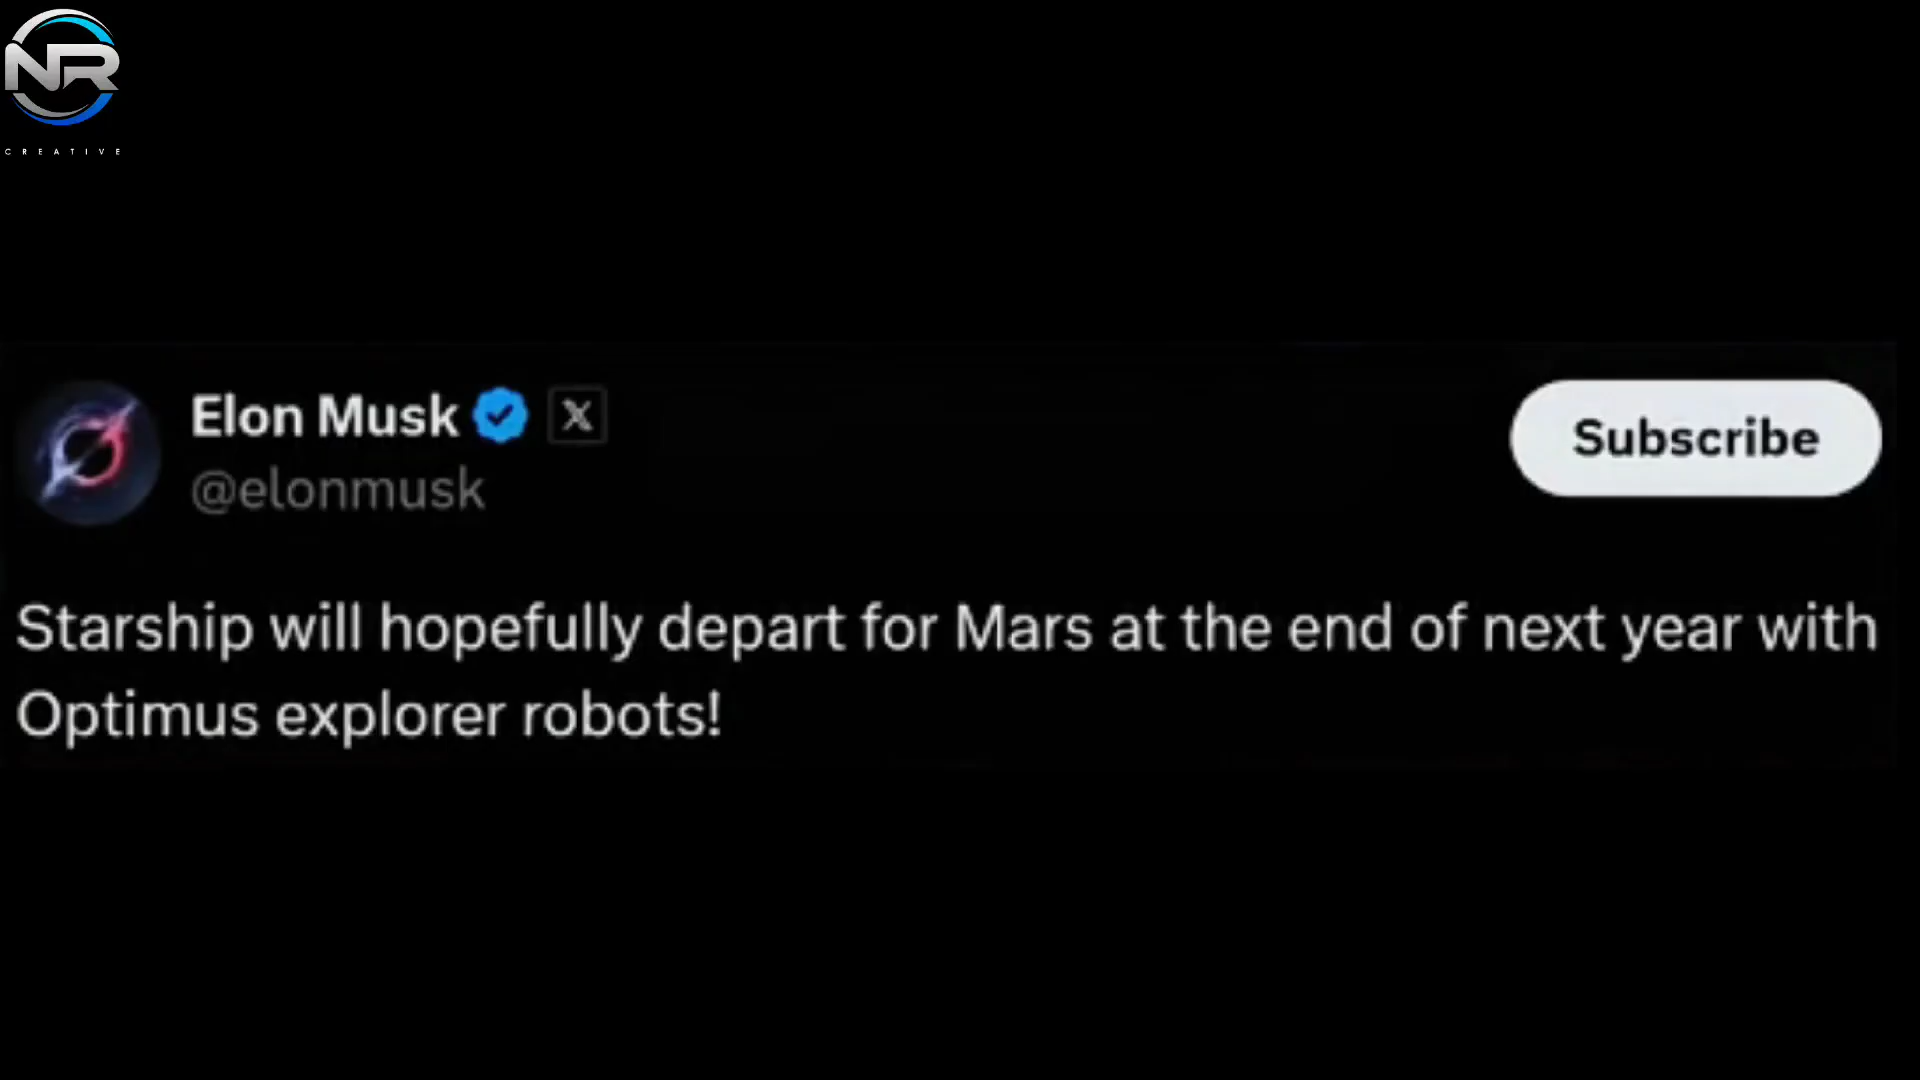 NR
CREATIVE
Elon Musk
@elonmusk
Subscribe
Starship will hopefully depart for Mars at the end of next year with
Optimus explorer robots!